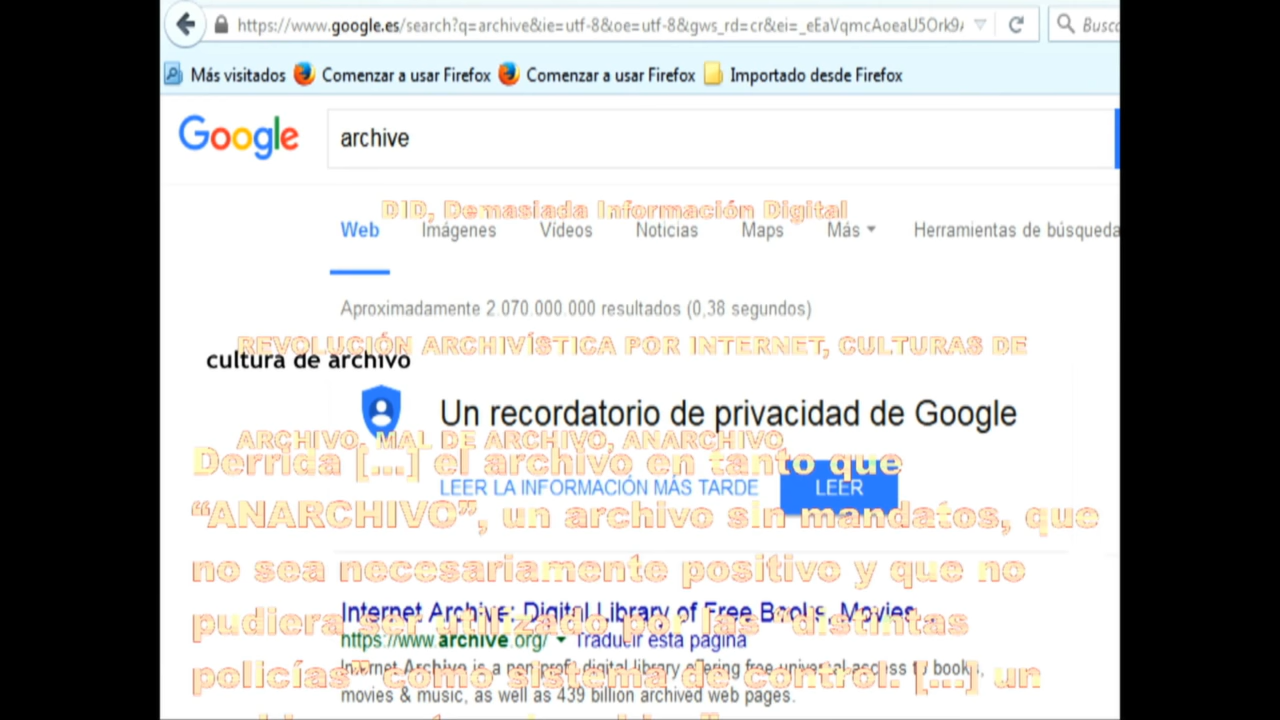 https://www.google.es/search?q=archive&ie=utf-8&oe=utf-8&gws_rd=cr&ei=_eEaVqmcAoeaU5Ork9 Busc
Más visitados Comenzar a usar Firefox Comenzar a usar Firefox Importado desde Firefox
Google archive
DID, Demasiada Información Digital
Web Imágenes Vídeos Noticias Maps Más Herramientas de búsqueda
Aproximadamente 2.070.000.000 resultados (0,38 segundos)
REVOLUCIÓN ARCHIVÍSTICA POR INTERNET, CULTURAS DE
cultura de archivo
Un recordatorio de privacidad de Google
ARCHIVO, MAL DE ARCHIVO, ANARCHIVO
Derrida [...] el archivo en tanto que
LEER LA INFORMACIÓN MÁS TARDE LEER
“ANARCHIVO”, un archivo sin mandatos, que
no sea necesariamente positivo y que no
Internet Archive: Digital Library of Free Books, Movies
pudiera ser utilizado por las “distintas
https://www.archive.org/ Traducir esta página
Internet Archive is a non-profit digital library offering free universal access to books,
policías” como sistema de control. [...] un
movies & music, as well as 439 billion archived web pages.